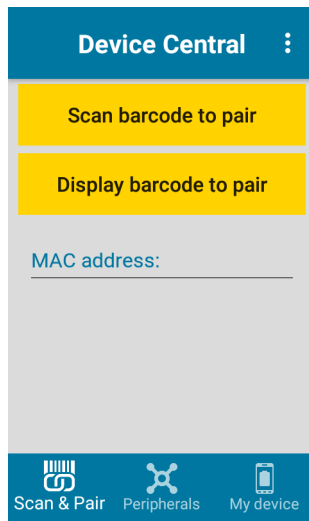 Device Central
Scan barcode to pair
Display barcode to pair
MAC address:
Scan & Pair Peripherals My device